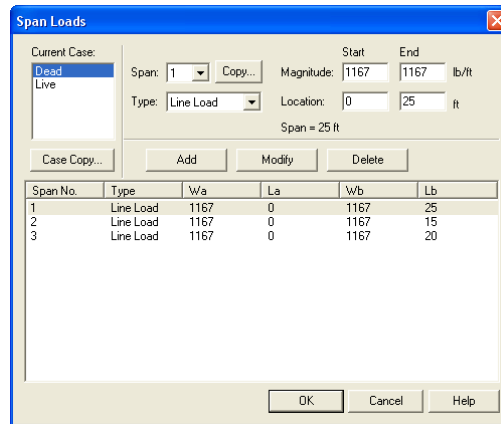 Span Loads
Current Case:
Dead
Live
Span: 1 Copy...
Type: Line Load
Start End
Magnitude: 1167 1167 lb/ft
Location: 0 25 ft
Span = 25 ft
Case Copy... Add Modify Delete
Span No. Type Wa La Wb Lb
1 Line Load 1167 0 1167 25
2 Line Load 1167 0 1167 15
3 Line Load 1167 0 1167 20
OK Cancel Help